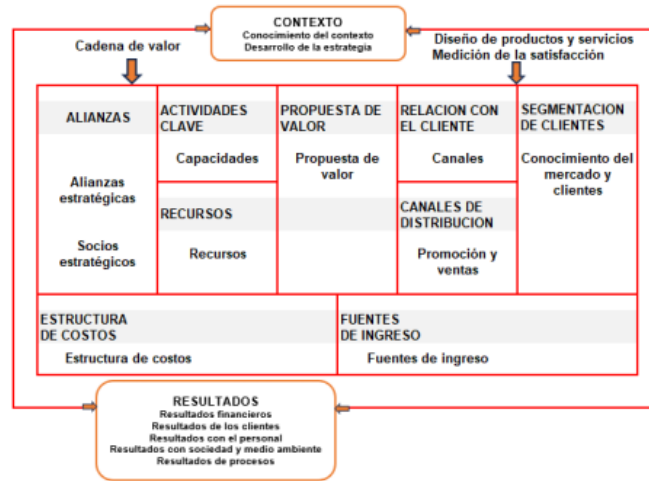 CONTEXTO
Conocimiento del contexto
Desarrollo de la estrategia
Cadena de valor
Diseño de productos y servicios
Medición de la satisfacción
ALIANZAS
Alianzas
estratégicas
Socios
estratégicos
ACTIVIDADES
CLAVE
Capacidades
RECURSOS
Recursos
PROPUESTA DE
VALOR
Propuesta de
valor
RELACION CON
EL CLIENTE
Canales
CANALES DE
DISTRIBUCION
Promoción y
ventas
SEGMENTACION
DE CLIENTES
Conocimiento del
mercado y
clientes
ESTRUCTURA
DE COSTOS
Estructura de costos
FUENTES
DE INGRESO
Fuentes de ingreso
RESULTADOS
Resultados financieros
Resultados de los clientes
Resultados con el personal
Resultados con sociedad y medio ambiente
Resultados de procesos